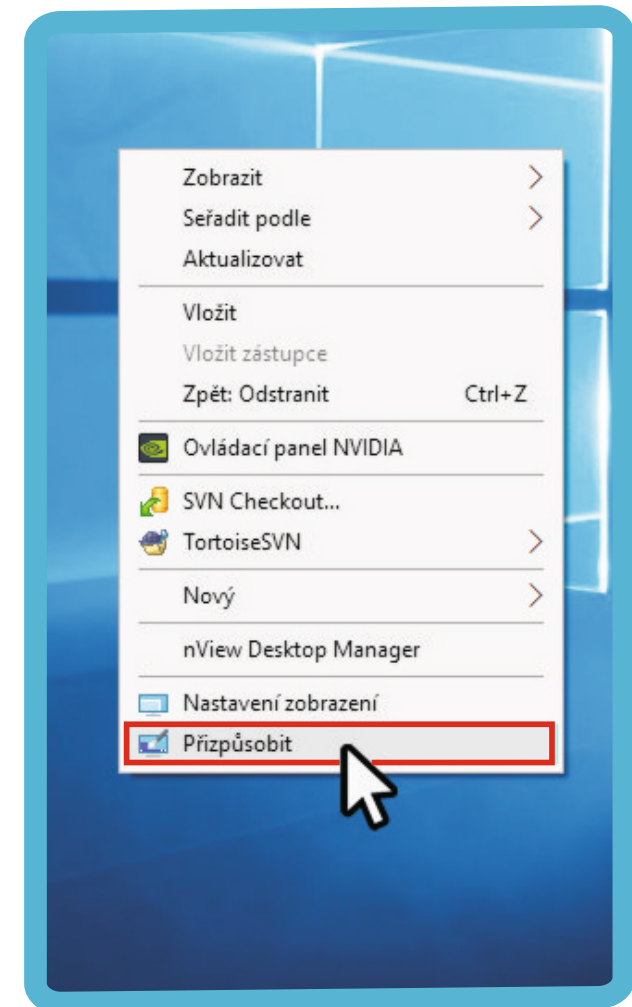 Zobrazit
Seřadit podle
Aktualizovat
Vložit
Vložit zástupce
Zpět: Odstranit Ctrl+Z
Ovládací panel NVIDIA
SVN Checkout...
TortoiseSVN
Nový
nView Desktop Manager
Nastavení zobrazení
Přizpůsobit